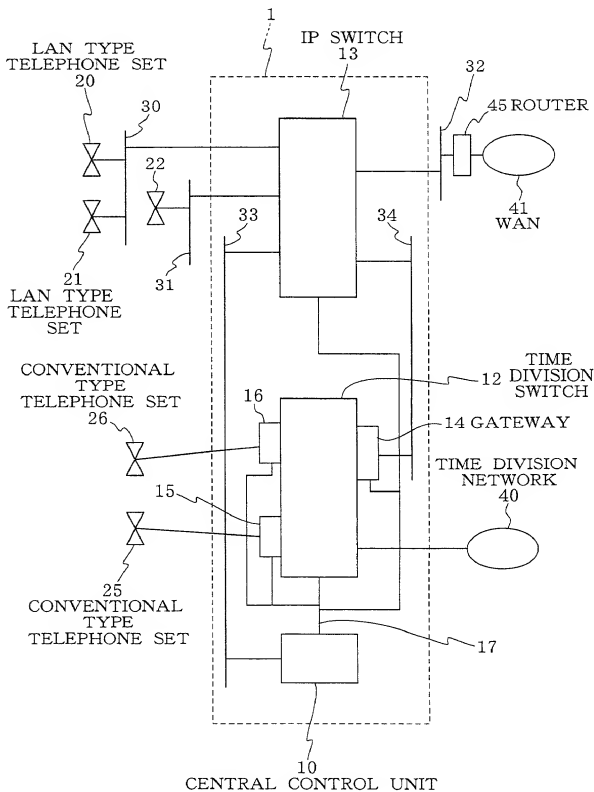 1
IP SWITCH
13
LAN TYPE
TELEPHONE SET
20
30
32
45 ROUTER
22
33
34
41
WAN
21
LAN TYPE
TELEPHONE
SET
31
CONVENTIONAL
TYPE
TELEPHONE SET
26
16
12
TIME
DIVISION
SWITCH
14 GATEWAY
15
TIME DIVISION
NETWORK
40
25
CONVENTIONAL
TYPE
TELEPHONE SET
17
10
CENTRAL CONTROL UNIT